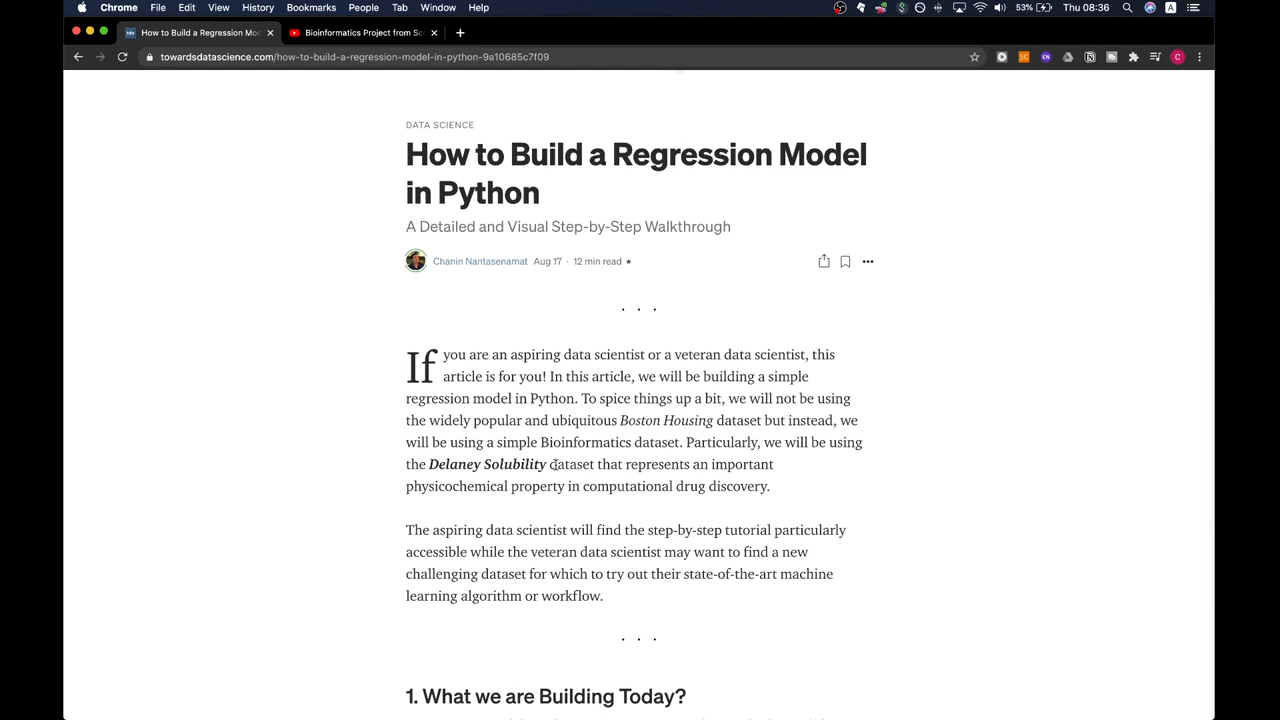 Chrome File Edit View History Bookmarks People Tab Window Help 53% Thu 08:36
How to Build a Regression Mod Bioinformatics Project from Scr
towardsdatascience.com/how-to-build-a-regression-model-in-python-9a10685c7f09
DATA SCIENCE
How to Build a Regression Model
in Python
A Detailed and Visual Step-by-Step Walkthrough
Chanin Nantasenamat Aug 17 · 12 min read ★
. . .
If you are an aspiring data scientist or a veteran data scientist, this
article is for you! In this article, we will be building a simple
regression model in Python. To spice things up a bit, we will not be using
the widely popular and ubiquitous Boston Housing dataset but instead, we
will be using a simple Bioinformatics dataset. Particularly, we will be using
the Delaney Solubility dataset that represents an important
physicochemical property in computational drug discovery.
The aspiring data scientist will find the step-by-step tutorial particularly
accessible while the veteran data scientist may want to find a new
challenging dataset for which to try out their state-of-the-art machine
learning algorithm or workflow.
. . .
1. What we are Building Today?